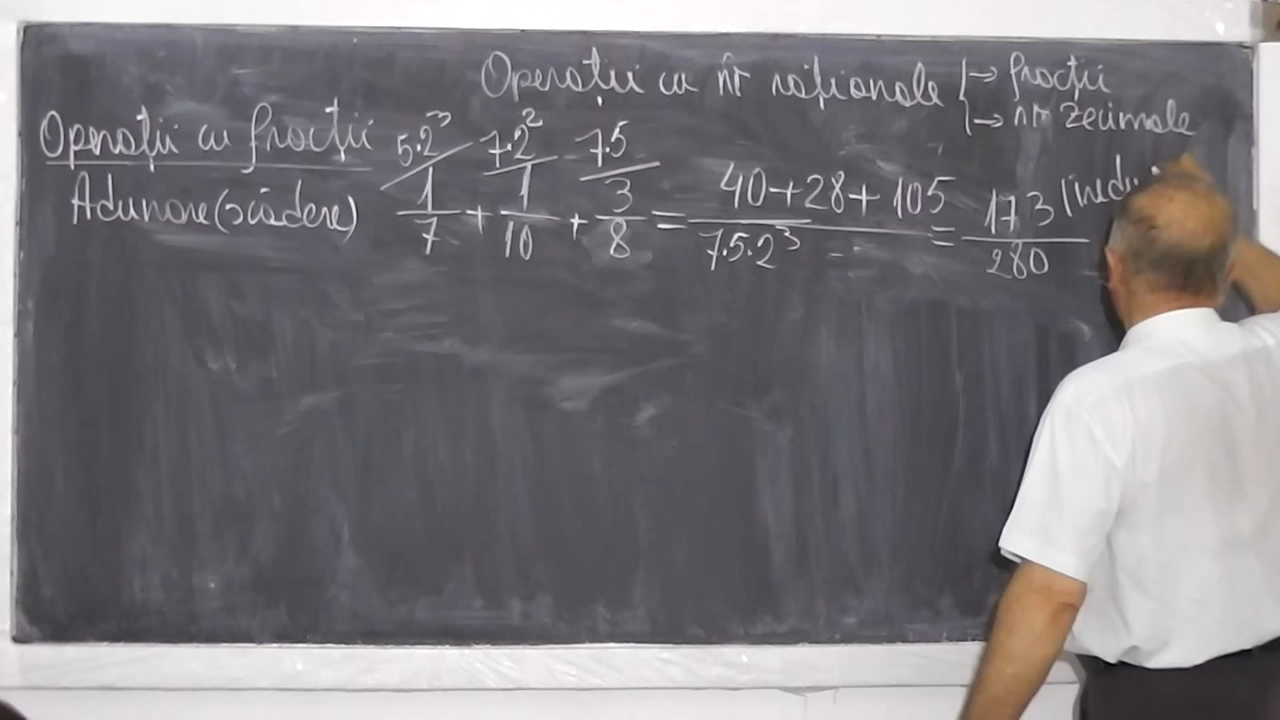 Operații cu nr raționale → fracții
→ nr zecimale
Operații cu fracții
5·2³ 7·2² 7·5
Adunare (scădere) 1/7 + 1/10 + 3/8 = (40+28+105)/(7·5·2³) = 173/280